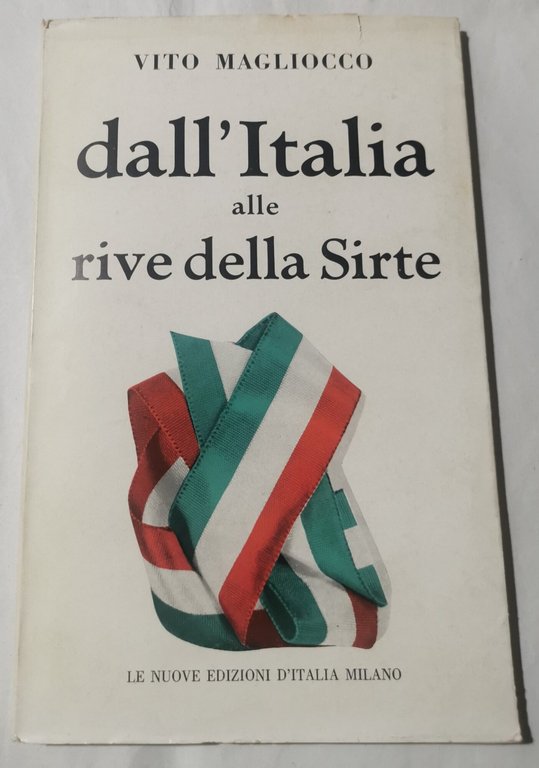 VITO MAGLIOCCO
dall'Italia
alle
rive della Sirte
LE NUOVE EDIZIONI D'ITALIA MILANO